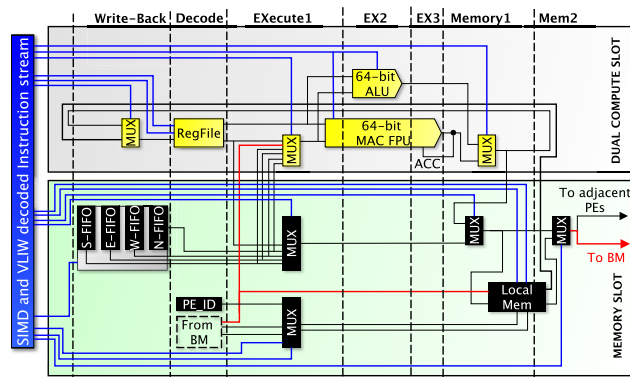 Write-Back Decode EXecute1 EX2 EX3 Memory1 Mem2
SIMD and VLIW decoded Instruction stream
DUAL COMPUTE SLOT
64-bit
ALU
MUX
RegFile
MUX
64-bit
MAC FPU
MUX
ACC
To adjacent
PEs
S-FIFO
E-FIFO
W-FIFO
N-FIFO
MUX
MUX
MUX
To BM
Local
Mem
PE_ID
From
BM
MUX
MEMORY SLOT